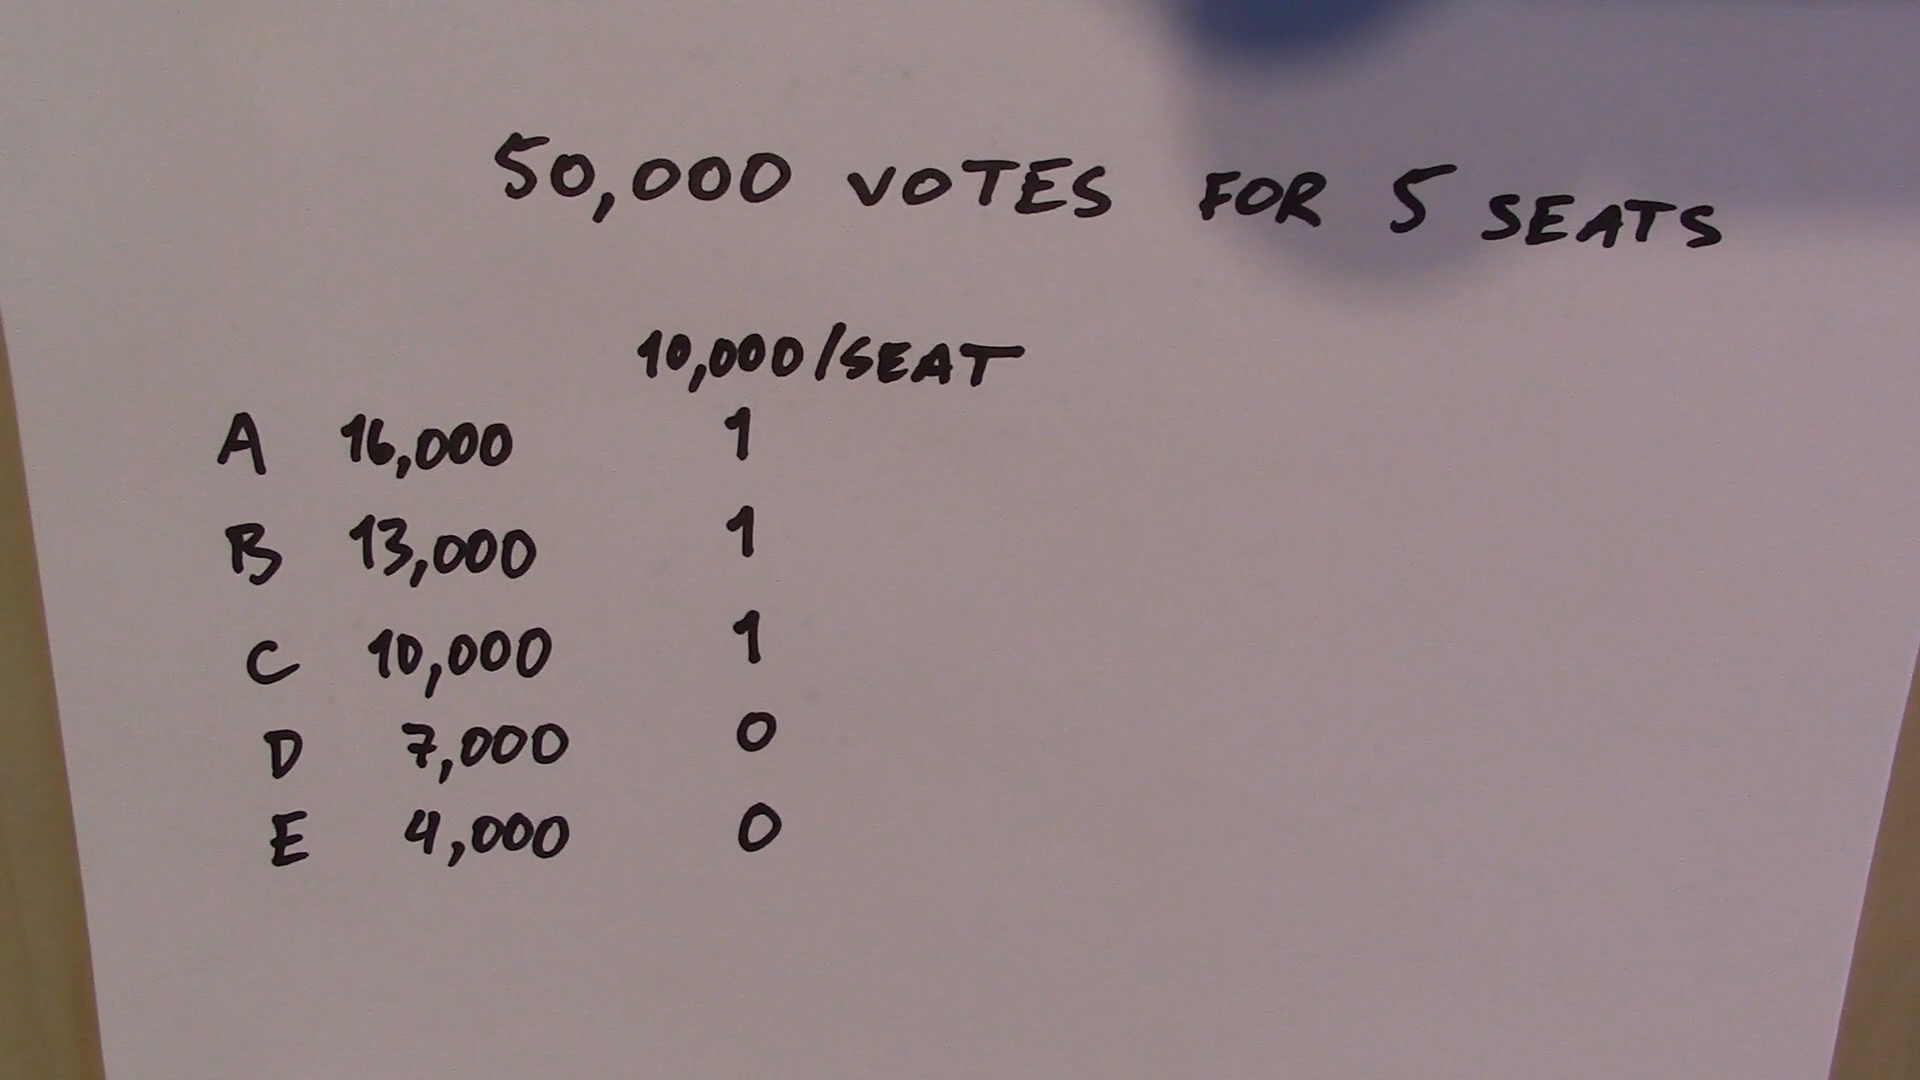 50,000 VOTES FOR 5 SEATS
10,000/SEAT
A 16,000 1
B 13,000 1
C 10,000 1
D 7,000 0
E 4,000 0